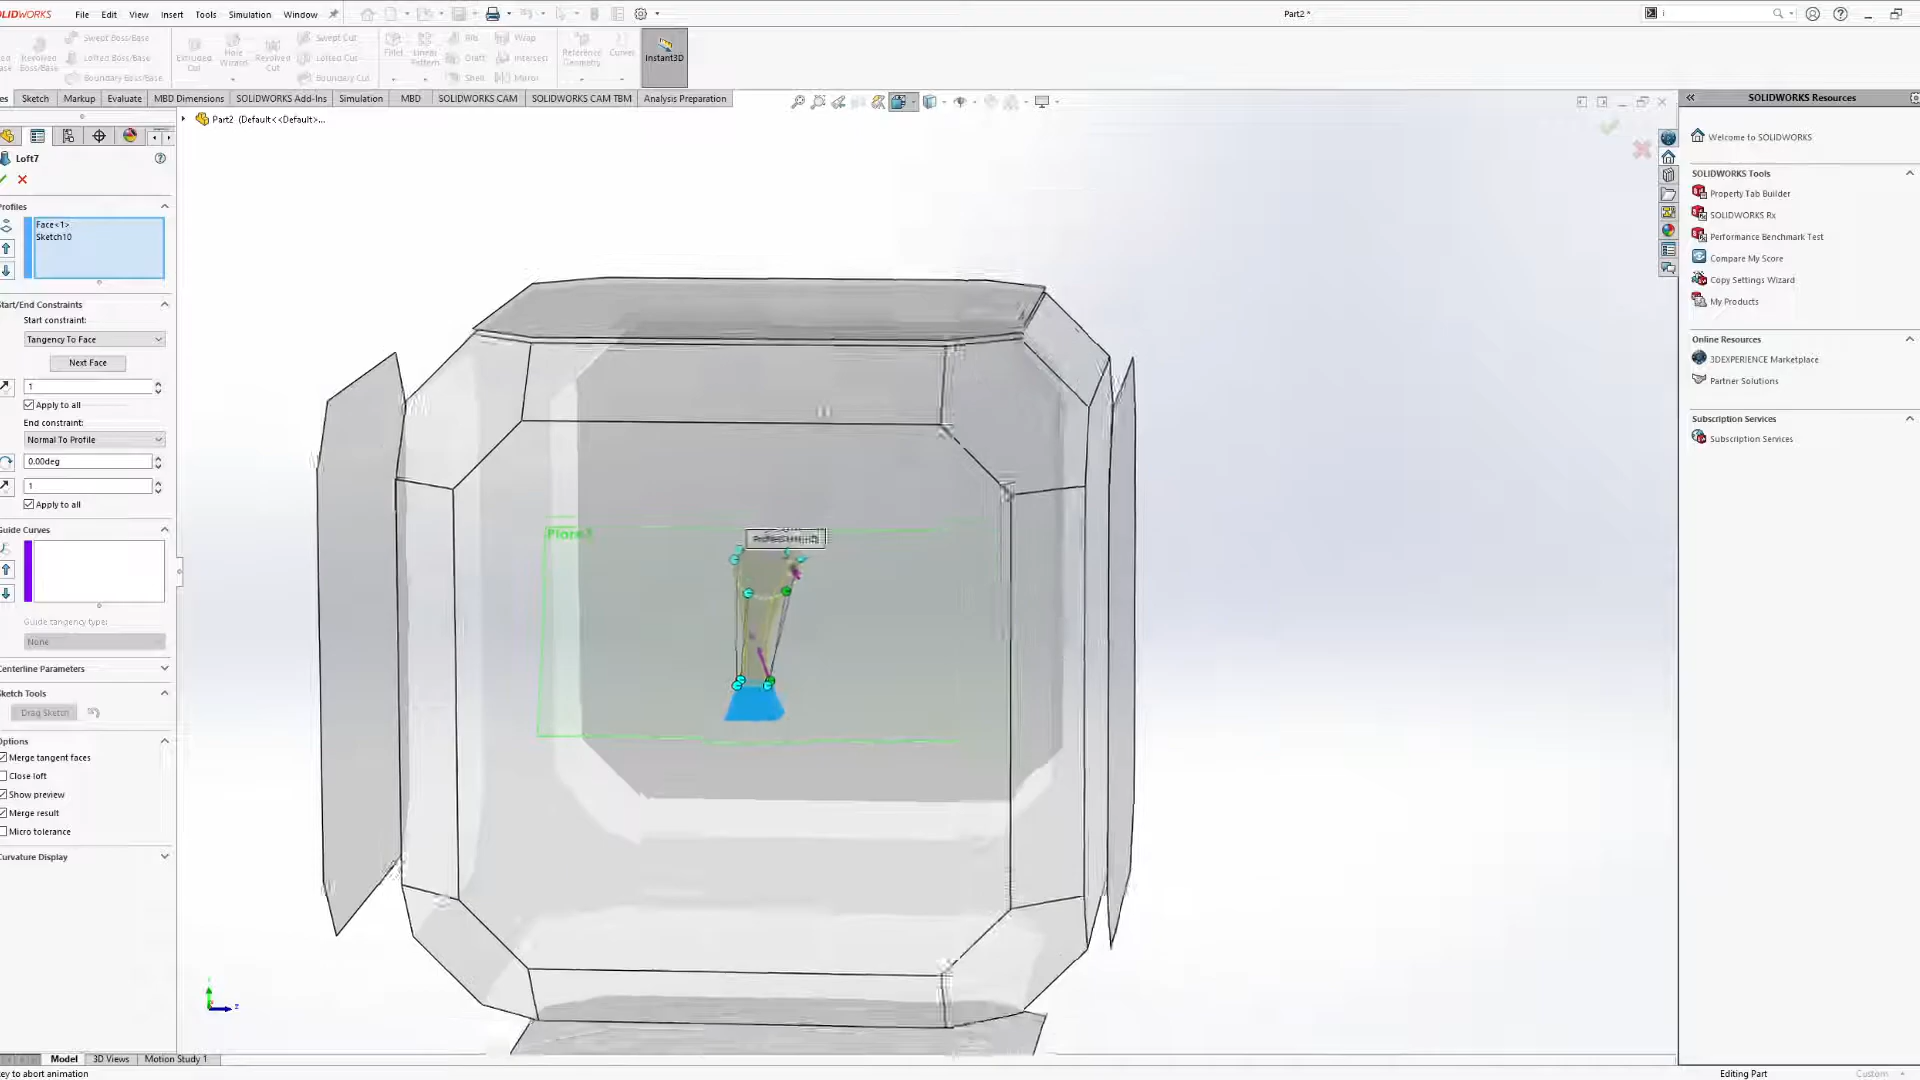 SOLIDWORKS File Edit View Insert Tools Simulation Window Part2 *
Swept Boss/Base
Revolved Boss/Base
Lofted Boss/Base
Boundary Boss/Base
Extruded Cut
Hole Wizard
Revolved Cut
Swept Cut
Lofted Cut
Boundary Cut
Fillet
Linear Pattern
Rib
Draft
Shell
Wrap
Intersect
Mirror
Reference Geometry
Curves
Instant3D
Sketch Markup Evaluate MBD Dimensions SOLIDWORKS Add-Ins Simulation MBD SOLIDWORKS CAM SOLIDWORKS CAM TBM Analysis Preparation
Part2 (Default<<Default>...
Loft7
Profiles
Face<1>
Sketch10
Start/End Constraints
Start constraint:
Tangency To Face
Next Face
1
Apply to all
End constraint:
Normal To Profile
0.00deg
1
Apply to all
Guide Curves
Guide tangency type:
None
Centerline Parameters
Sketch Tools
Drag Sketch
Options
Merge tangent faces
Close loft
Show preview
Merge result
Micro tolerance
Curvature Display
SOLIDWORKS Resources
Welcome to SOLIDWORKS
SOLIDWORKS Tools
Property Tab Builder
SOLIDWORKS Rx
Performance Benchmark Test
Compare My Score
Copy Settings Wizard
My Products
Online Resources
3DEXPERIENCE Marketplace
Partner Solutions
Subscription Services
Subscription Services
Model 3D Views Motion Study 1
key to abort animation
Editing Part
Custom